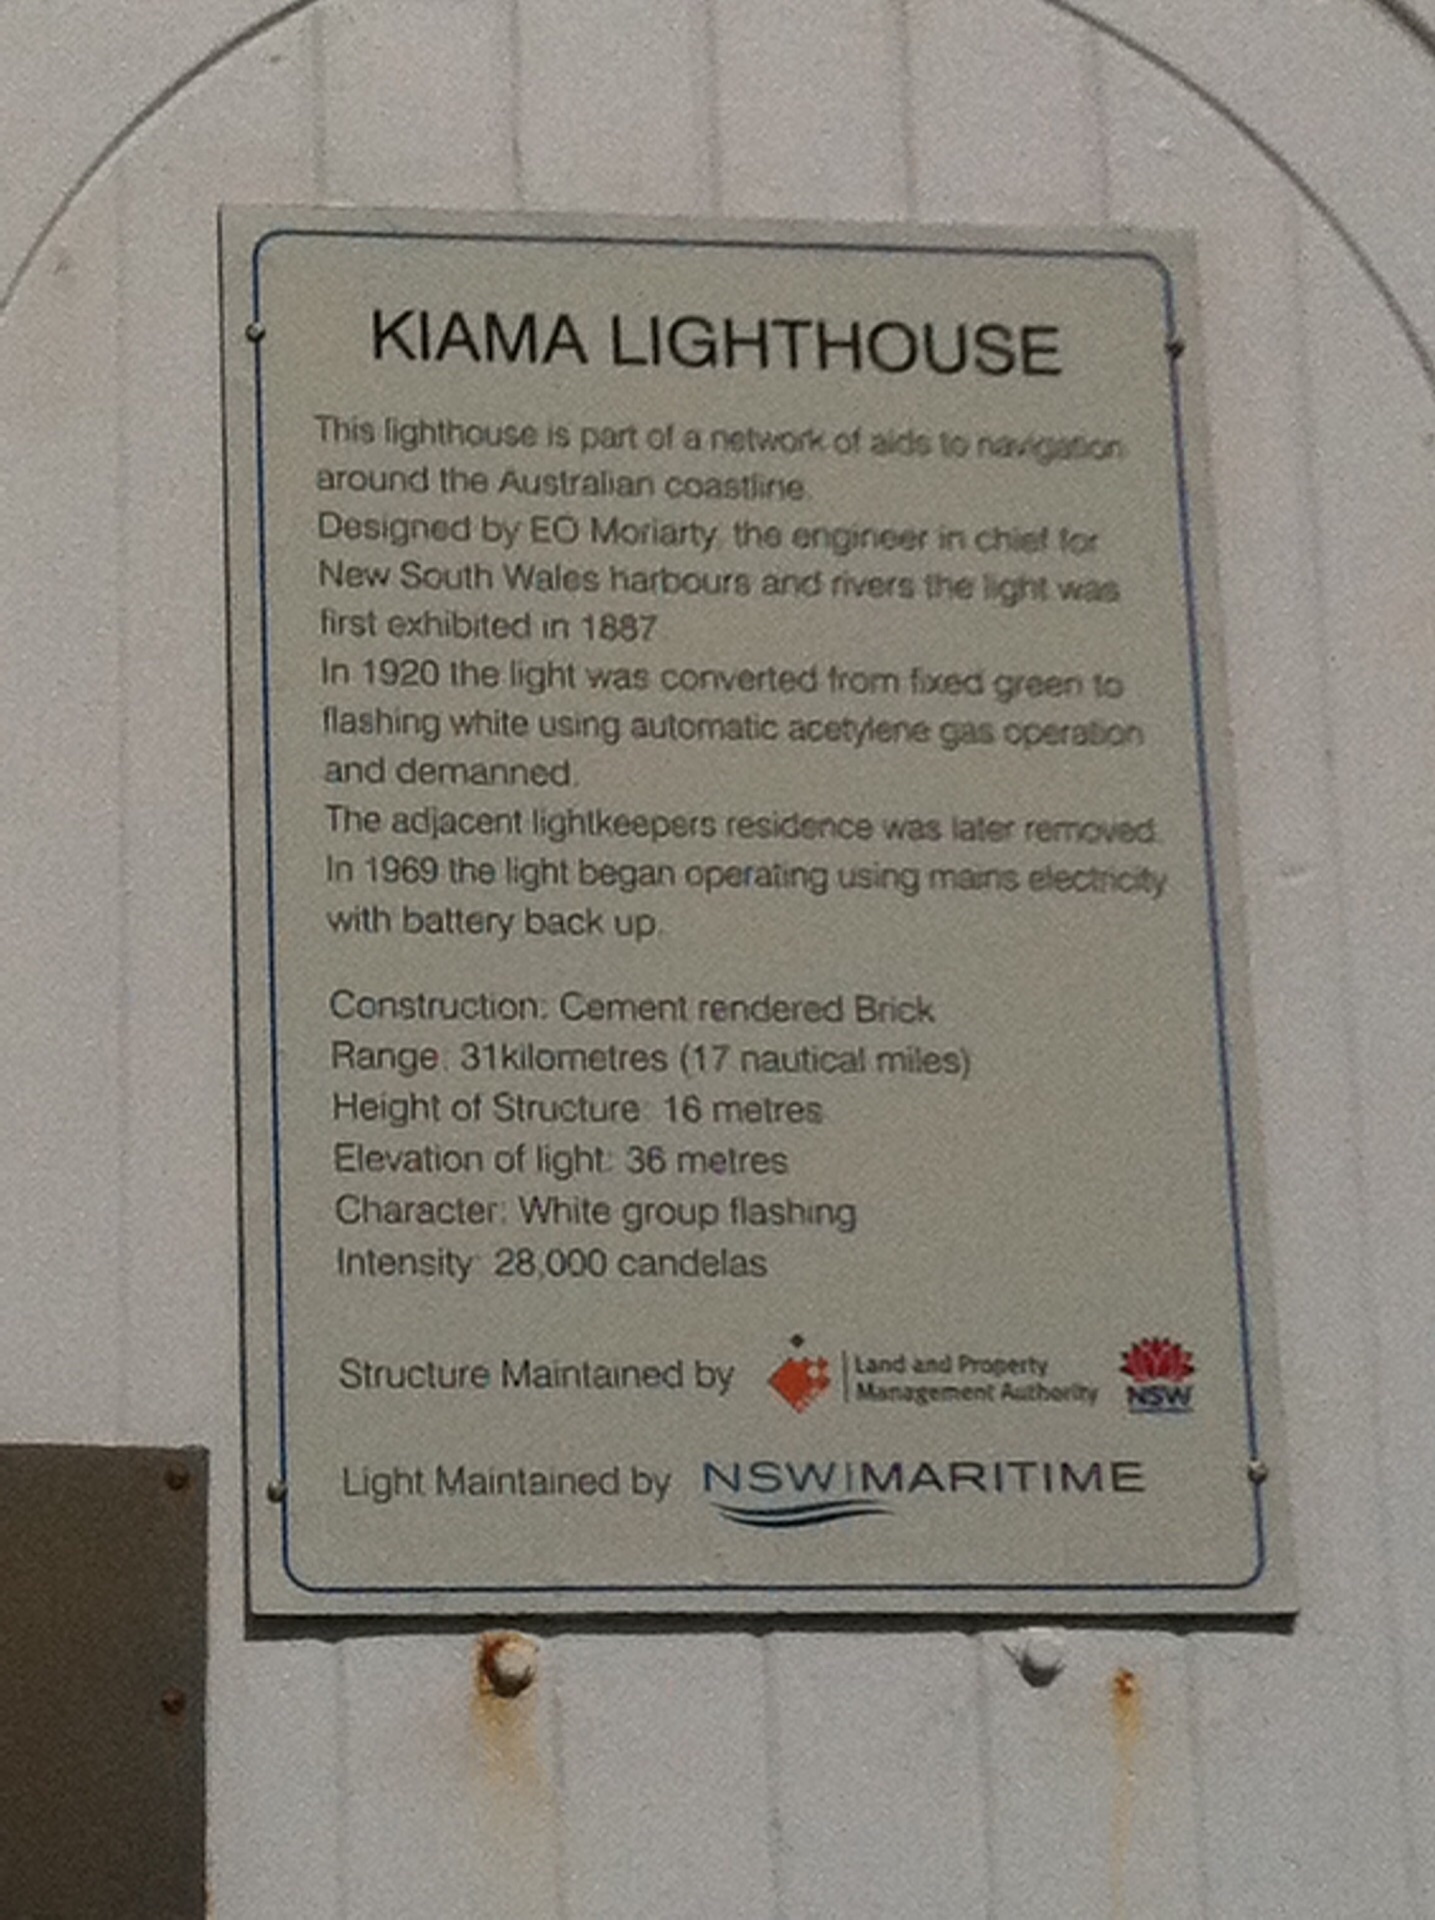 KIAMA LIGHTHOUSE
This lighthouse is part of a network of aids to navigation
around the Australian coastline.
Designed by EO Moriarty, the engineer in chief for
New South Wales harbours and rivers the light was
first exhibited in 1887
In 1920 the light was converted from fixed green to
flashing white using automatic acetylene gas operation
and demanned.
The adjacent lightkeepers residence was later removed.
In 1969 the light began operating using mains electricity
with battery back up.
Construction: Cement rendered Brick
Range: 31kilometres (17 nautical miles)
Height of Structure: 16 metres
Elevation of light: 36 metres
Character: White group flashing
Intensity: 28,000 candelas
Structure Maintained by
Land and Property
Management Authority
NSW
Light Maintained by NSW|MARITIME